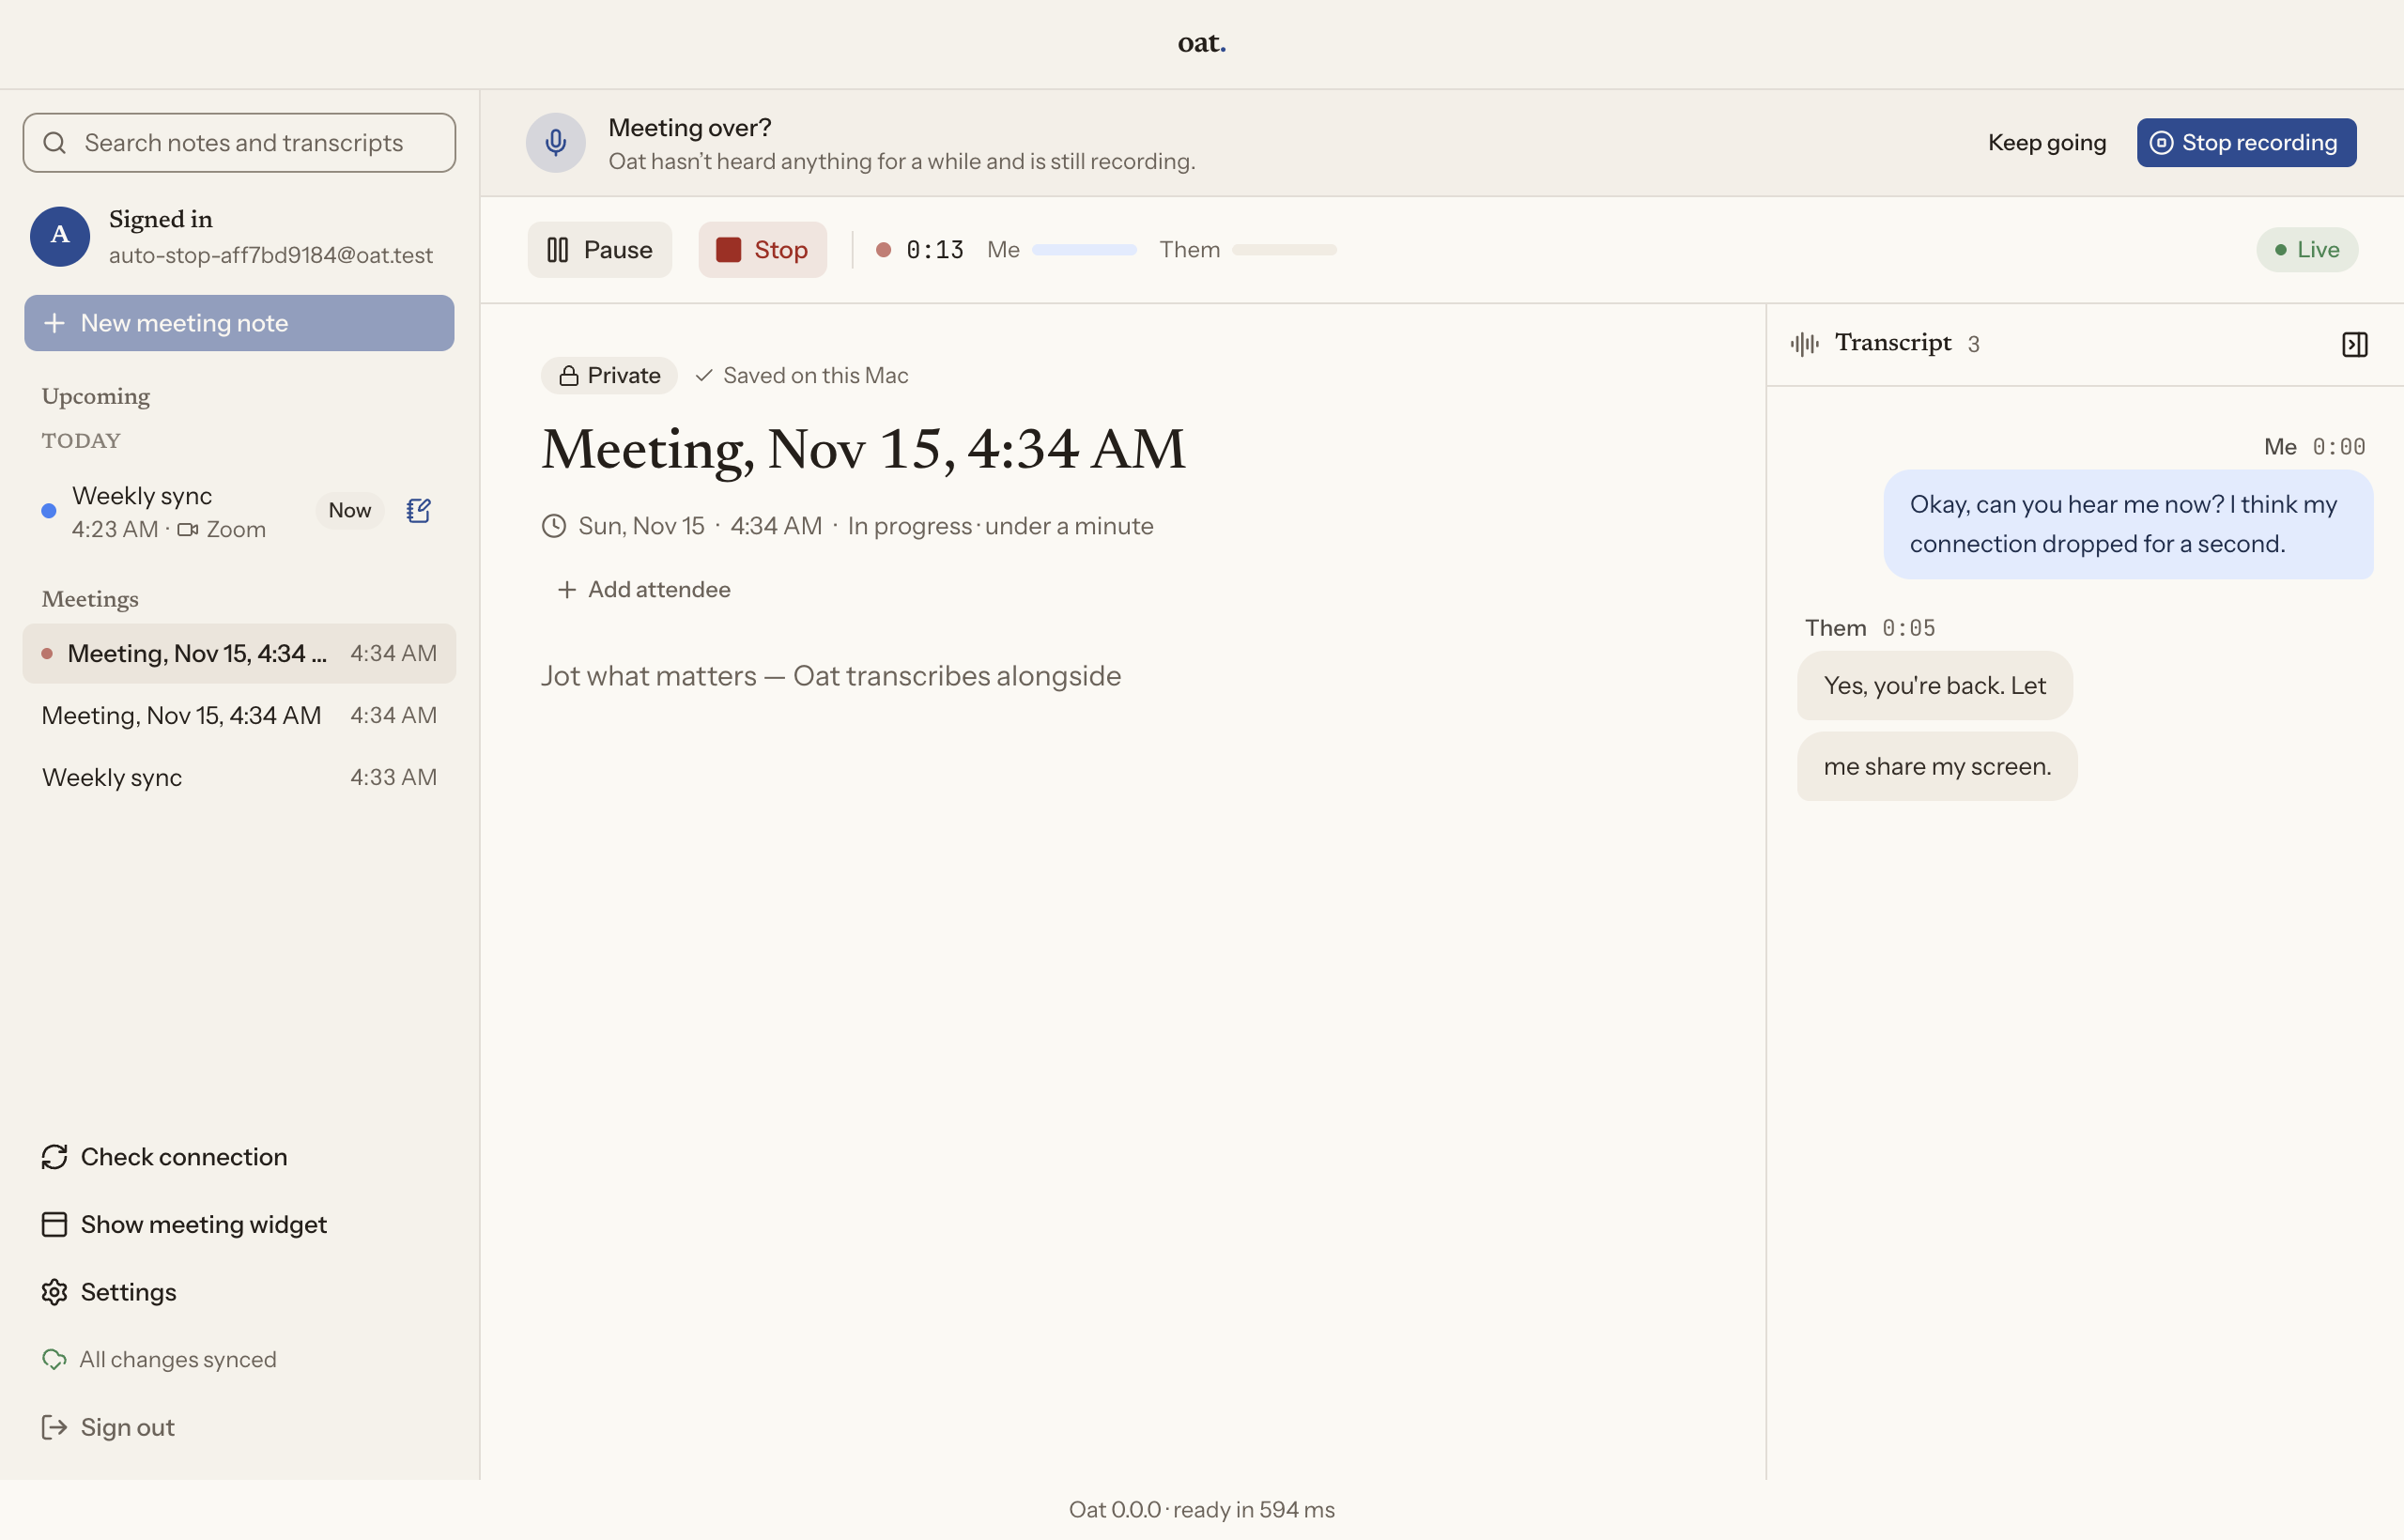 oat.
Search notes and transcripts
A
Signed in
auto-stop-aff7bd9184@oat.test
New meeting note
Upcoming
TODAY
Weekly sync
4:23 AM · Zoom
Now
Meetings
Meeting, Nov 15, 4:34 ... 4:34 AM
Meeting, Nov 15, 4:34 AM 4:34 AM
Weekly sync 4:33 AM
Check connection
Show meeting widget
Settings
All changes synced
Sign out
Meeting over?
Oat hasn’t heard anything for a while and is still recording.
Keep going
Stop recording
Pause
Stop
0:13
Me
Them
Live
Private
Saved on this Mac
Meeting, Nov 15, 4:34 AM
Sun, Nov 15 · 4:34 AM · In progress · under a minute
Add attendee
Jot what matters — Oat transcribes alongside
Transcript 3
Me 0:00
Okay, can you hear me now? I think my
connection dropped for a second.
Them 0:05
Yes, you're back. Let
me share my screen.
Oat 0.0.0 · ready in 594 ms